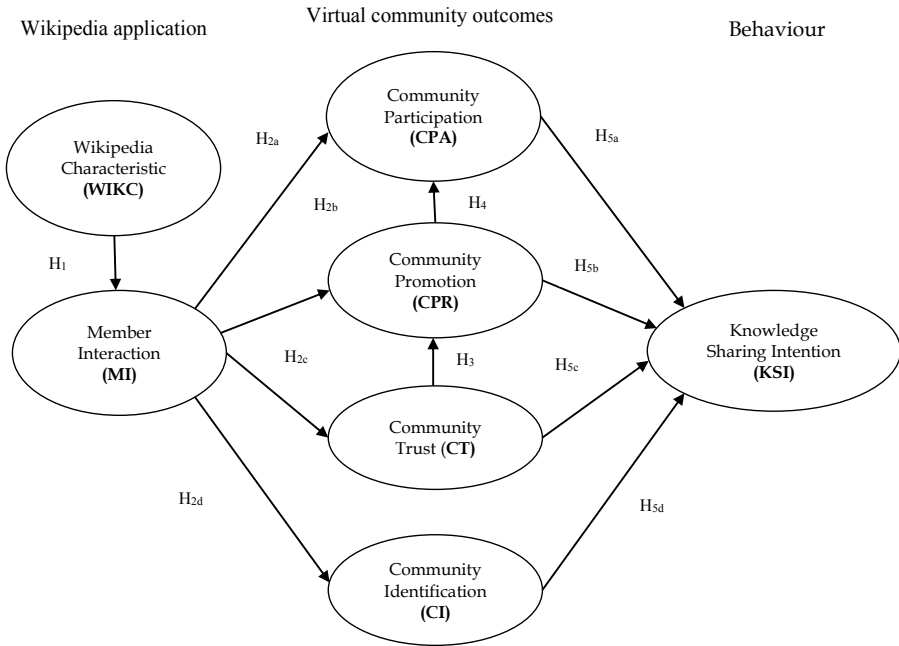 Wikipedia application
Virtual community outcomes
Behaviour
Community
Participation
(CPA)
Wikipedia
Characteristic
(WIKC)
H2a
H5a
H2b
H4
H1
Community
Promotion
(CPR)
H5b
Member
Interaction
(MI)
H2c
H3
H5c
Knowledge
Sharing Intention
(KSI)
Community
Trust (CT)
H2d
H5d
Community
Identification
(CI)